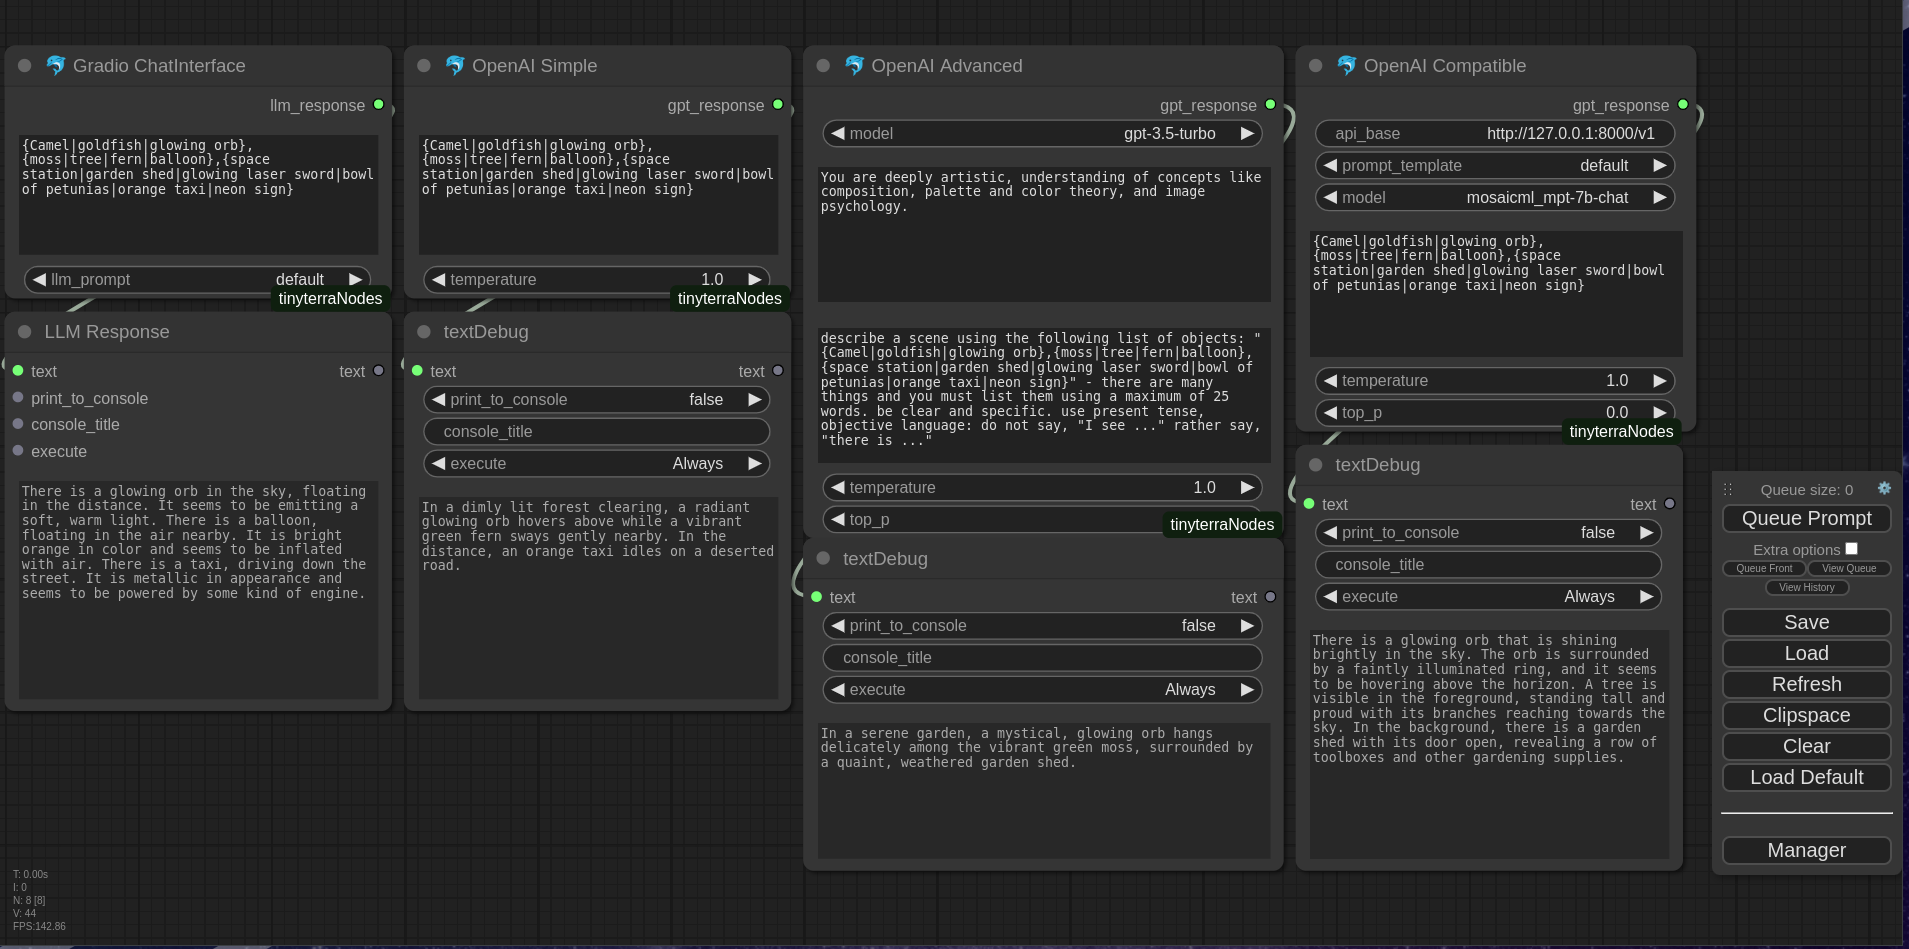 Gradio ChatInterface
llm_response
{Camel|goldfish|glowing orb},
{moss|tree|fern|balloon},{space
station|garden shed|glowing laser sword|bowl
of petunias|orange taxi|neon sign}
llm_prompt default
tinyterraNodes
LLM Response
text text
print_to_console
console_title
execute
There is a glowing orb in the sky, floating
in the distance. It seems to be emitting a
soft, warm light. There is a balloon,
floating in the air nearby. It is bright
orange in color and seems to be inflated
with air. There is a taxi, driving down the
street. It is metallic in appearance and
seems to be powered by some kind of engine.
OpenAI Simple
gpt_response
{Camel|goldfish|glowing orb},
{moss|tree|fern|balloon},{space
station|garden shed|glowing laser sword|bowl
of petunias|orange taxi|neon sign}
temperature 1.0
tinyterraNodes
textDebug
text text
print_to_console false
console_title
execute Always
In a dimly lit forest clearing, a radiant
glowing orb hovers above while a vibrant
green fern sways gently nearby. In the
distance, an orange taxi idles on a deserted
road.
OpenAI Advanced
gpt_response
model gpt-3.5-turbo
You are deeply artistic, understanding of concepts like
composition, palette and color theory, and image
psychology.
describe a scene using the following list of objects: "
{Camel|goldfish|glowing orb},{moss|tree|fern|balloon},
{space station|garden shed|glowing laser sword|bowl of
petunias|orange taxi|neon sign}" - there are many
things and you must list them using a maximum of 25
words. be clear and specific. use present tense,
objective language: do not say, "I see ..." rather say,
"there is ..."
temperature 1.0
top_p
tinyterraNodes
textDebug
text text
print_to_console false
console_title
execute Always
In a serene garden, a mystical, glowing orb hangs
delicately among the vibrant green moss, surrounded by
a quaint, weathered garden shed.
OpenAI Compatible
gpt_response
api_base http://127.0.0.1:8000/v1
prompt_template default
model mosaicml_mpt-7b-chat
{Camel|goldfish|glowing orb},
{moss|tree|fern|balloon},{space
station|garden shed|glowing laser sword|bowl
of petunias|orange taxi|neon sign}
temperature 1.0
top_p 0.0
tinyterraNodes
textDebug
text text
print_to_console false
console_title
execute Always
There is a glowing orb that is shining
brightly in the sky. The orb is surrounded
by a faintly illuminated ring, and it seems
to be hovering above the horizon. A tree is
visible in the foreground, standing tall and
proud with its branches reaching towards the
sky. In the background, there is a garden
shed with its door open, revealing a row of
toolboxes and other gardening supplies.
Queue size: 0
Queue Prompt
Extra options
Queue Front View Queue
View History
Save
Load
Refresh
Clipspace
Clear
Load Default
Manager
T: 0.00s
I: 0
N: 8 [8]
V: 44
FPS:142.86